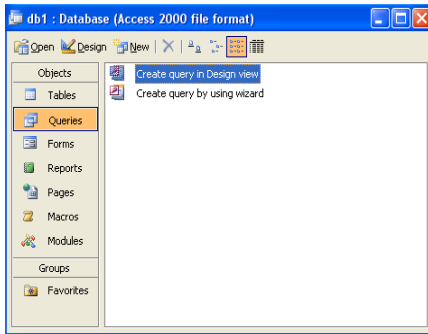 db1 : Database (Access 2000 file format)
Open Design New
Objects
Tables
Queries
Forms
Reports
Pages
Macros
Modules
Groups
Favorites
Create query in Design view
Create query by using wizard